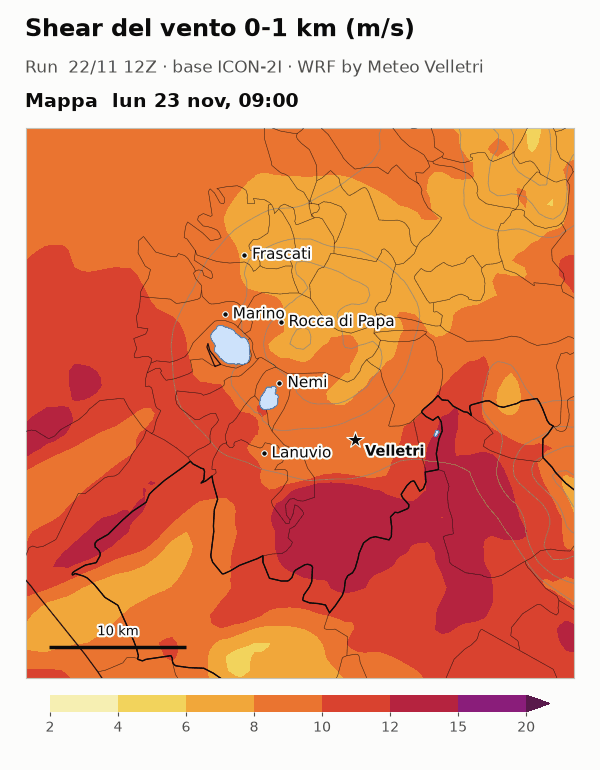 Shear del vento 0-1 km (m/s)
Run  22/11 12Z · base ICON-2I · WRF by Meteo Velletri
Mappa  lun 23 nov, 09:00
Frascati
Marino
Rocca di Papa
Nemi
Velletri
Lanuvio
10 km
2 4 6 8 10 12 15 20